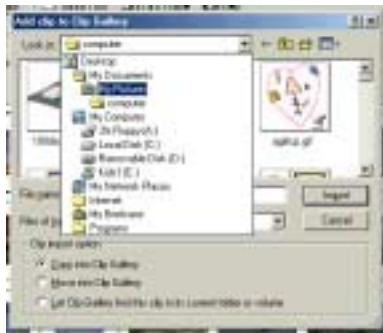 Add clip to Clip Gallery
Look in: computer
Desktop
My Documents
My Pictures
computer
My Computer
3½ Floppy (A:)
Local Disk (C:)
Removable Disk (D:)
My Network Places
Internet
My Briefcase
Programs
File name:
Import
Files of
Cancel
Clip import option
Copy into Clip Gallery
Move into Clip Gallery
Let Clip Gallery find this clip in its current folder or volume